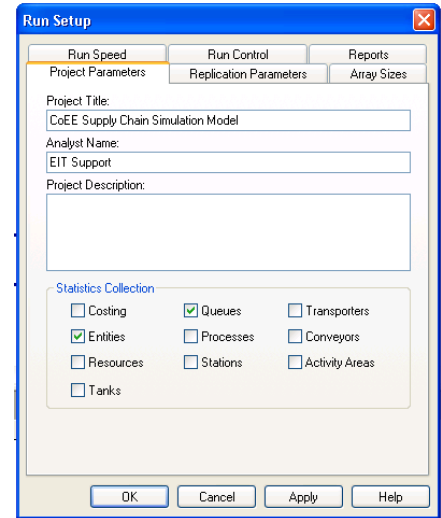 Run Setup
Run Speed Run Control Reports
Project Parameters Replication Parameters Array Sizes
Project Title:
CoEE Supply Chain Simulation Model
Analyst Name:
EIT Support
Project Description:
Statistics Collection
Costing Queues Transporters
Entities Processes Conveyors
Resources Stations Activity Areas
Tanks
OK Cancel Apply Help